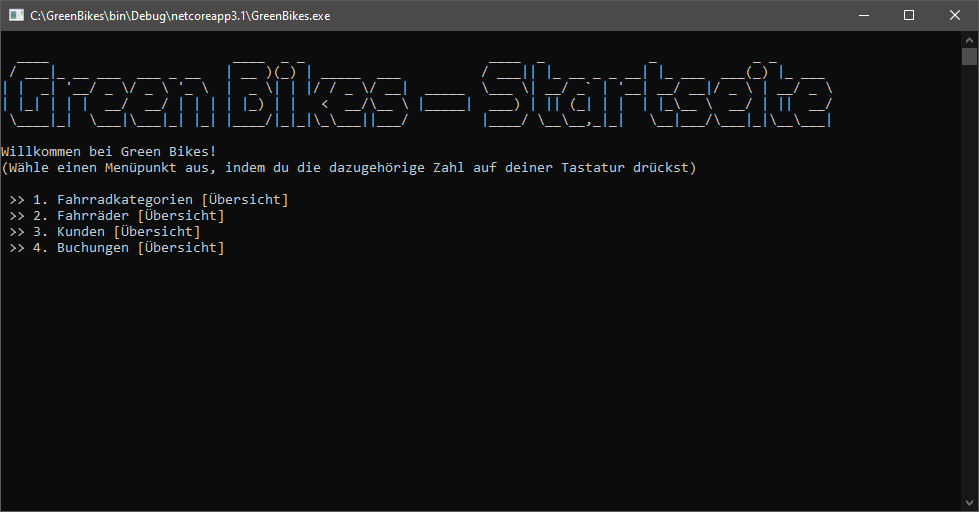 C:\GreenBikes\bin\Debug\netcoreapp3.1\GreenBikes.exe
Green Bikes - Startseite
Willkommen bei Green Bikes!
(Wähle einen Menüpunkt aus, indem du die dazugehörige Zahl auf deiner Tastatur drückst)
>> 1. Fahrradkategorien [Übersicht]
>> 2. Fahrräder [Übersicht]
>> 3. Kunden [Übersicht]
>> 4. Buchungen [Übersicht]